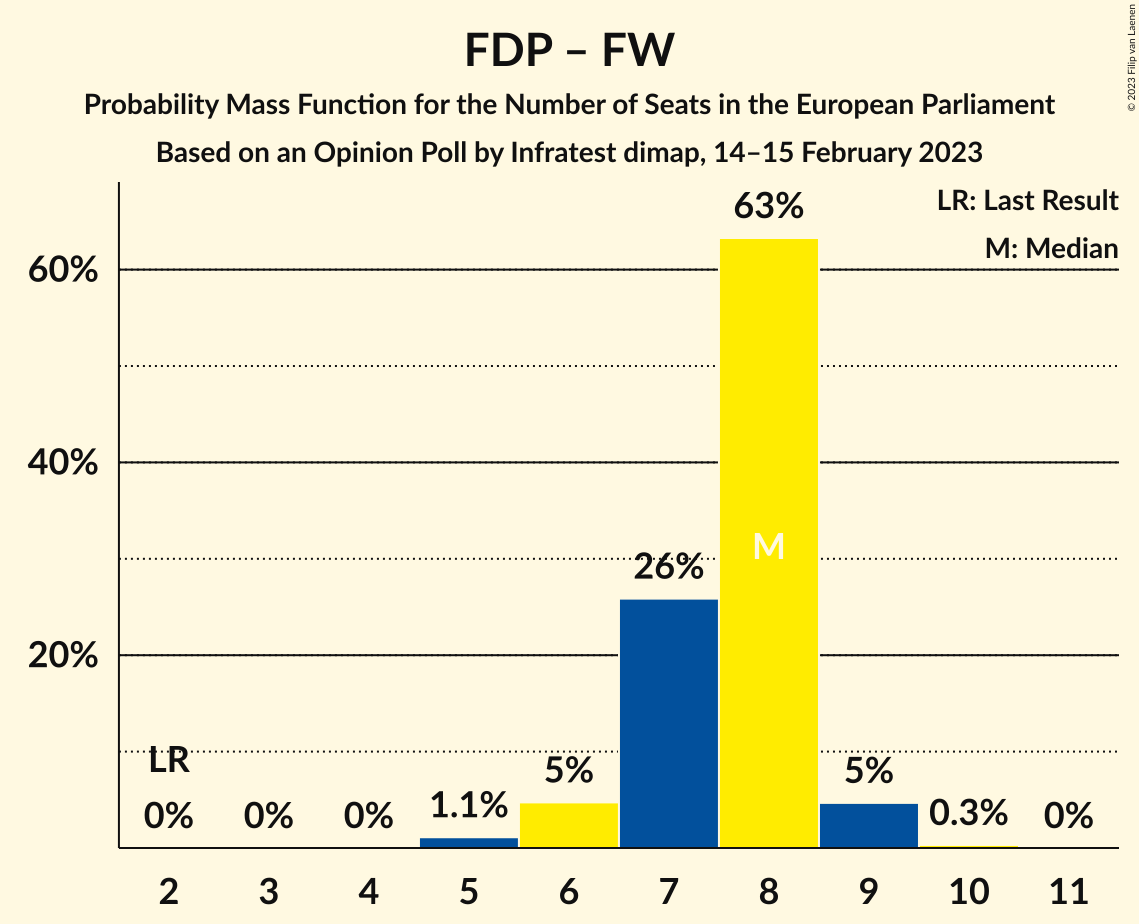 FDP – FW
Probability Mass Function for the Number of Seats in the European Parliament
Based on an Opinion Poll by Infratest dimap, 14–15 February 2023
© 2023 Filip van Laenen
LR: Last Result
M: Median
60%
40%
20%
63%
M
26%
LR
0%
0%
0%
1.1%
5%
5%
0.3%
0%
2
3
4
5
6
7
8
9
10
11